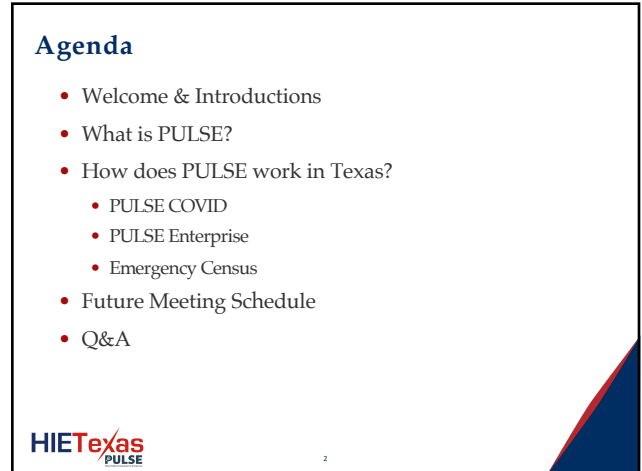 Agenda
• Welcome & Introductions
• What is PULSE?
• How does PULSE work in Texas?
• PULSE COVID
• PULSE Enterprise
• Emergency Census
• Future Meeting Schedule
• Q&A
HIETexas
PULSE
2